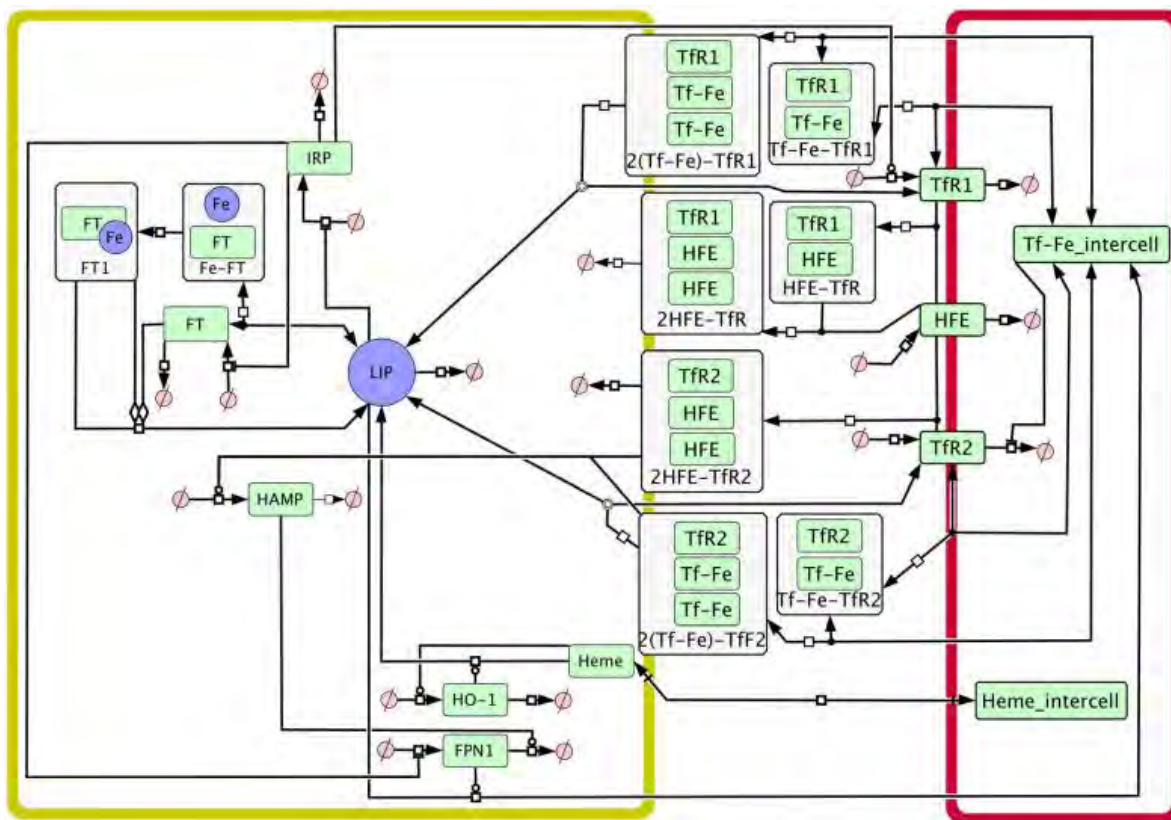 TfR1
Tf-Fe
Tf-Fe
2(Tf-Fe)-TfR1
TfR1
Tf-Fe
Tf-Fe-TfR1
IRP
TfR1
Fe
FT
Fe
FT
FT1
Fe-FT
TfR1
HFE
HFE
2HFE-TfR
TfR1
HFE
HFE-TfR
Tf-Fe_intercell
FT
HFE
LIP
TfR2
HFE
HFE
2HFE-TfR2
TfR2
HAMP
TfR2
Tf-Fe
Tf-Fe
2(Tf-Fe)-TfF2
TfR2
Tf-Fe
Tf-Fe-TfR2
Heme
HO-1
Heme_intercell
FPN1